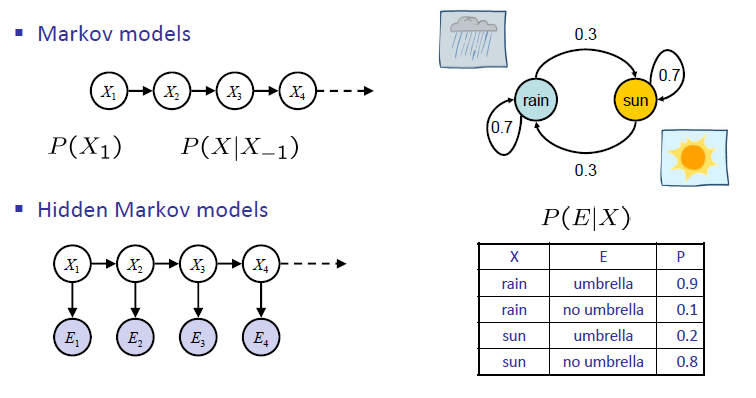 ▪ Markov models
X₁ X₂ X₃ X₄
P(X₁) P(X|X₋₁)
0.3
rain sun
0.7
0.7
0.3
▪ Hidden Markov models
X₁ X₂ X₃ X₄
E₁ E₂ E₃ E₄
P(E|X)
X E P
rain umbrella 0.9
rain no umbrella 0.1
sun umbrella 0.2
sun no umbrella 0.8